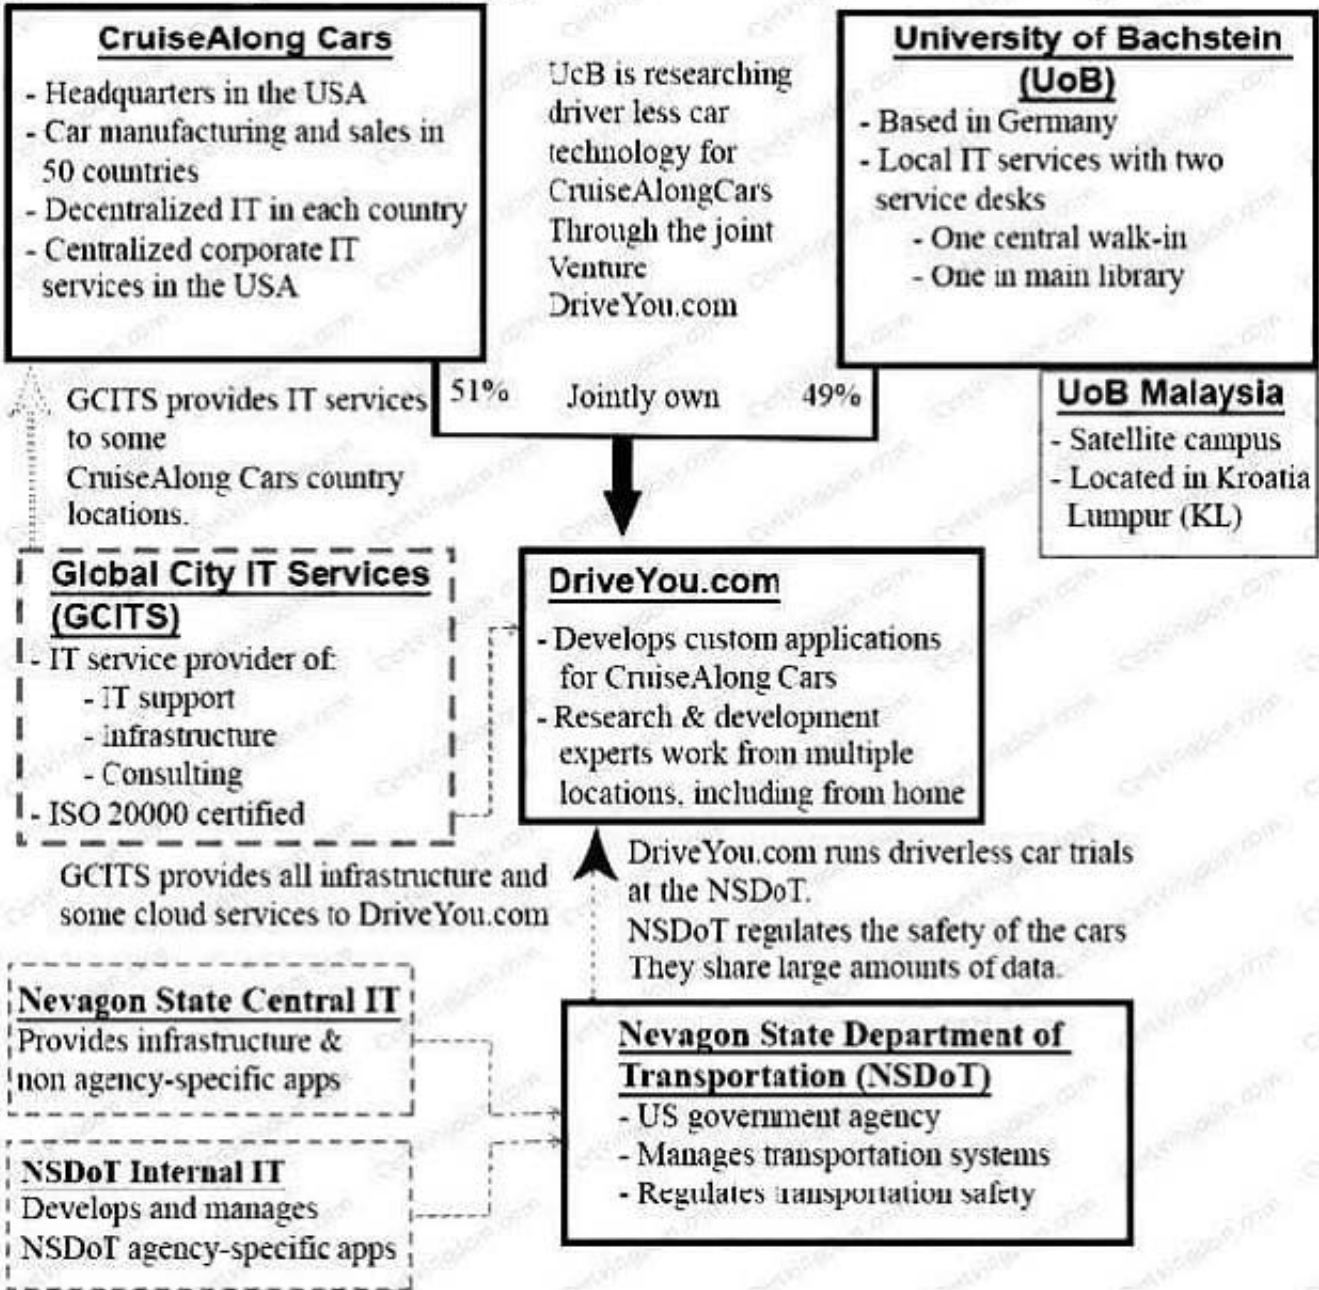 CruiseAlong Cars
- Headquarters in the USA
- Car manufacturing and sales in
50 countries
- Decentralized IT in each country
- Centralized corporate IT
services in the USA
UcB is researching
driver less car
technology for
CruiseAlongCars
Through the joint
Venture
DriveYou.com
University of Bachstein
(UoB)
- Based in Germany
- Local IT services with two
service desks
- One central walk-in
- One in main library
51% Jointly own 49%
UoB Malaysia
- Satellite campus
- Located in Kroatia
Lumpur (KL)
GCITS provides IT services
to some
CruiseAlong Cars country
locations.
Global City IT Services
(GCITS)
- IT service provider of:
- IT support
- Infrastructure
- Consulting
- ISO 20000 certified
DriveYou.com
- Develops custom applications
for CruiseAlong Cars
- Research & development
experts work from multiple
locations, including from home
GCITS provides all infrastructure and
some cloud services to DriveYou.com
DriveYou.com runs driverless car trials
at the NSDoT.
NSDoT regulates the safety of the cars
They share large amounts of data.
Nevagon State Central IT
Provides infrastructure &
non agency-specific apps
NSDoT Internal IT
Develops and manages
NSDoT agency-specific apps
Nevagon State Department of
Transportation (NSDoT)
- US government agency
- Manages transportation systems
- Regulates transportation safety